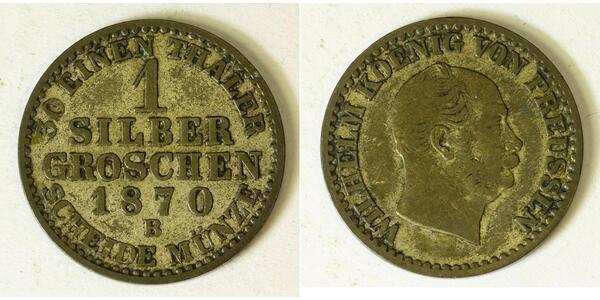 30 EINEN THALER
1
SILBER
GROSCHEN
1870
B
SCHEIDE MÜNZE
WILHELM KOENIG VON PREUSSEN